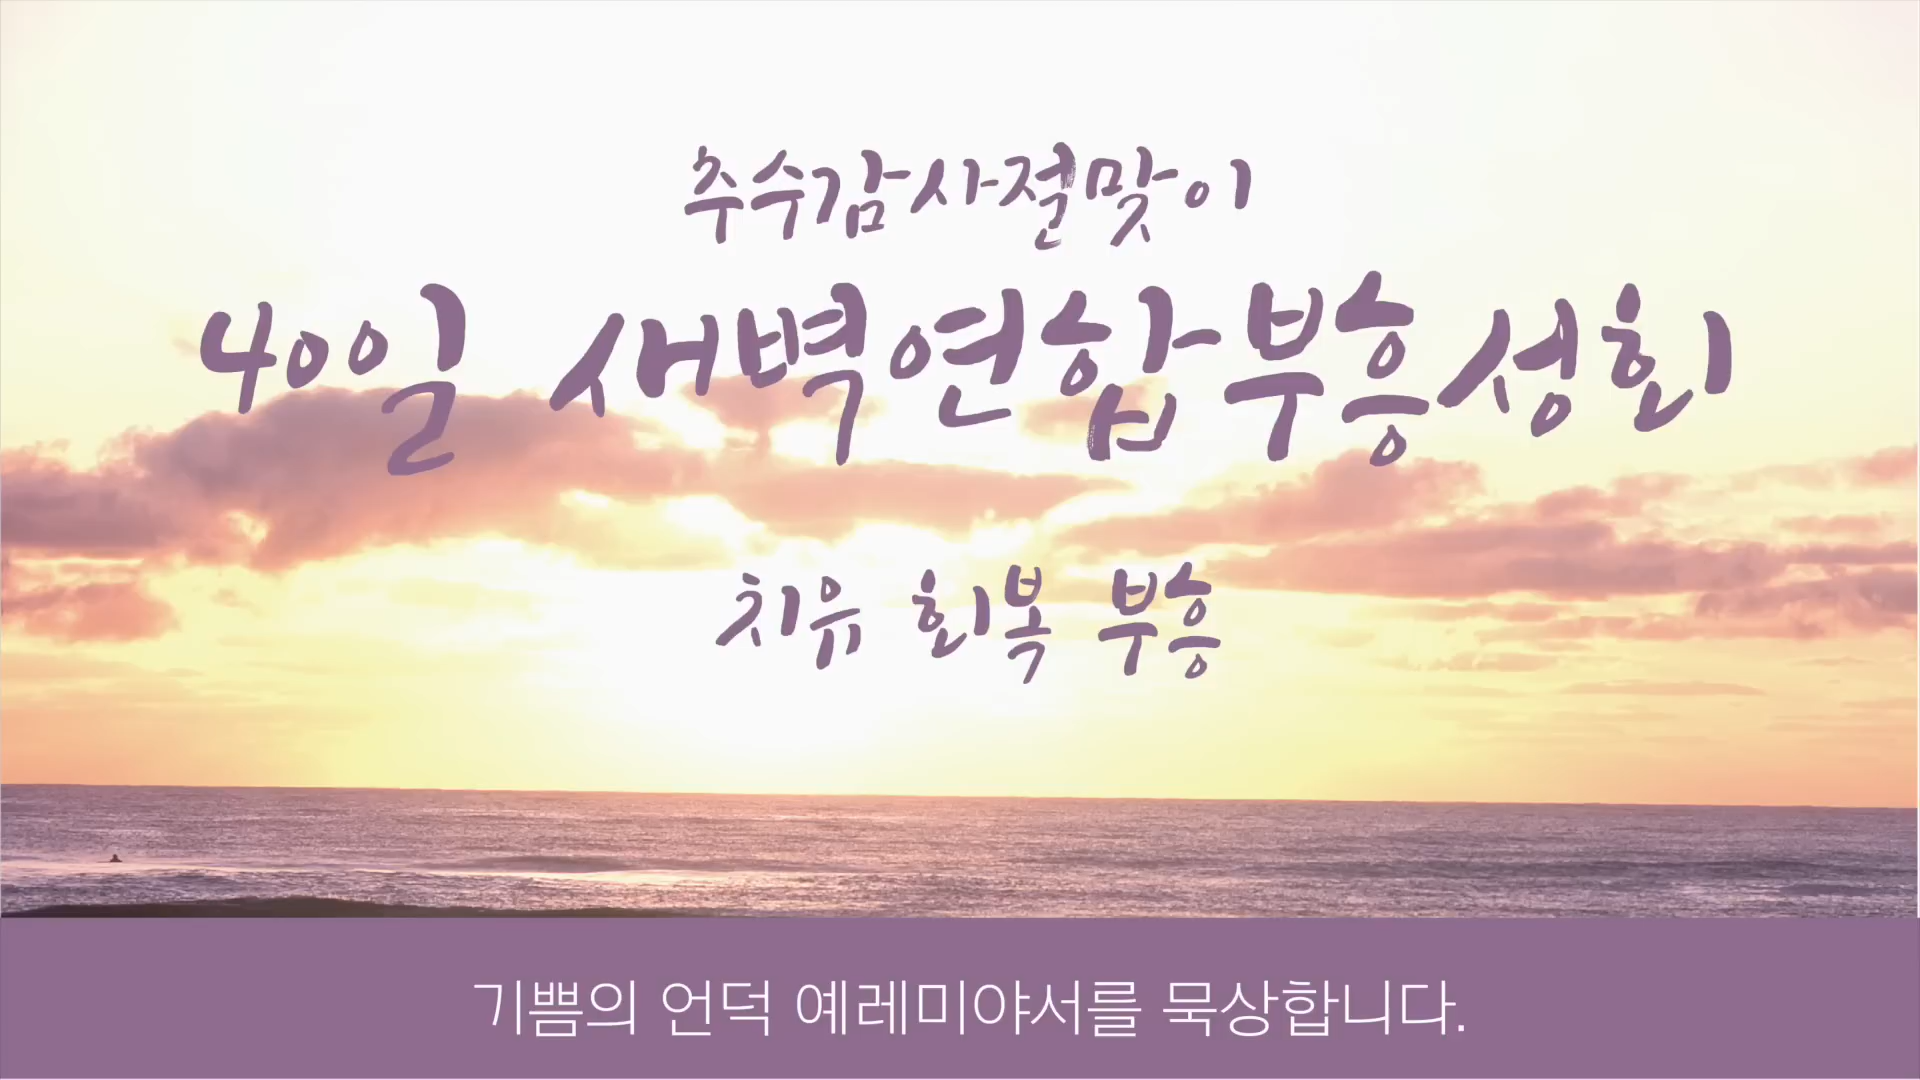 추수감사절맞이
40일 새벽연합부흥성회
치유 회복 부흥
기쁨의 언덕 예레미야서를 묵상합니다.